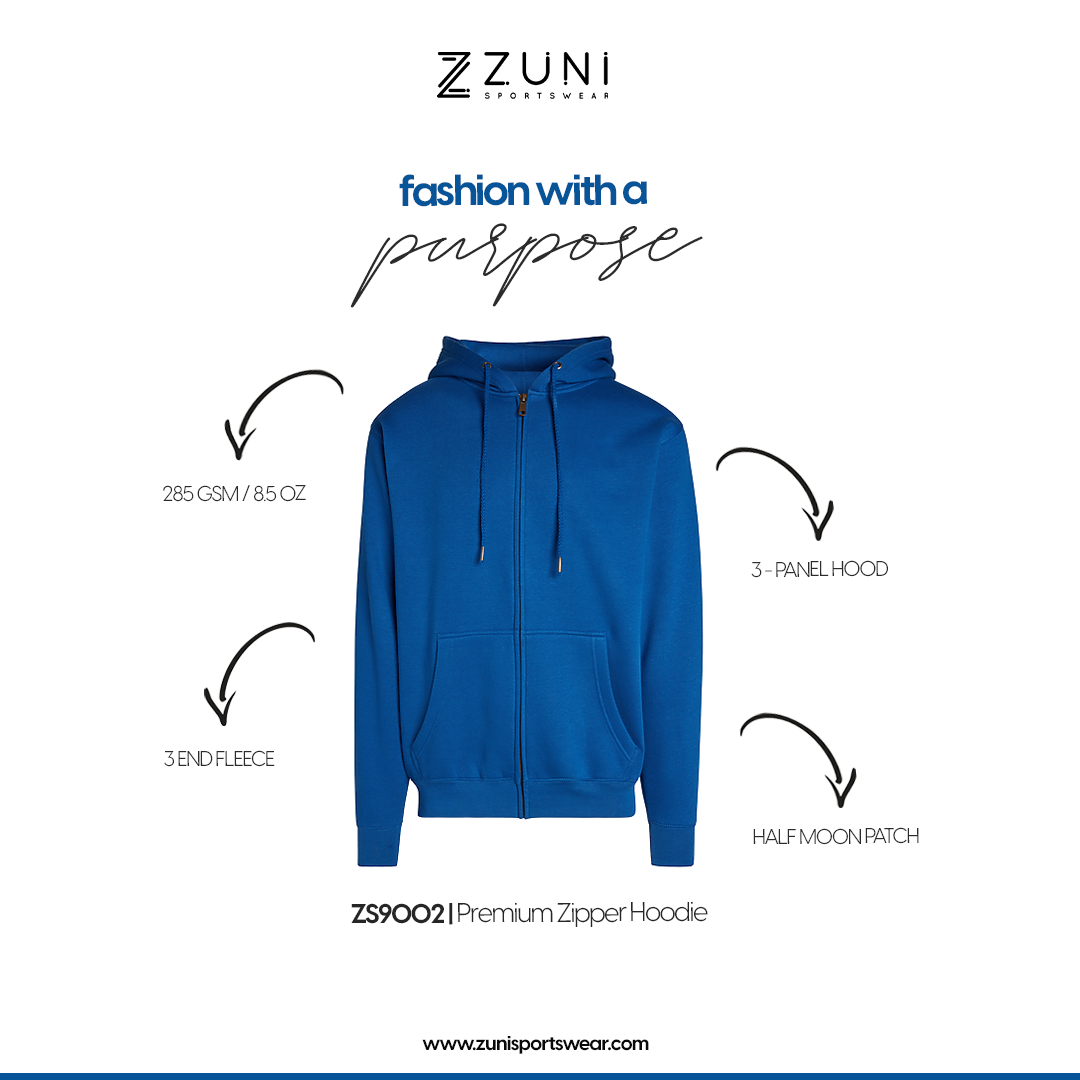 ZUNI
SPORTSWEAR
fashion with a
purpose
285 GSM / 8.5 OZ
3 - PANEL HOOD
3 END FLEECE
HALF MOON PATCH
ZS9002 | Premium Zipper Hoodie
www.zunisportswear.com